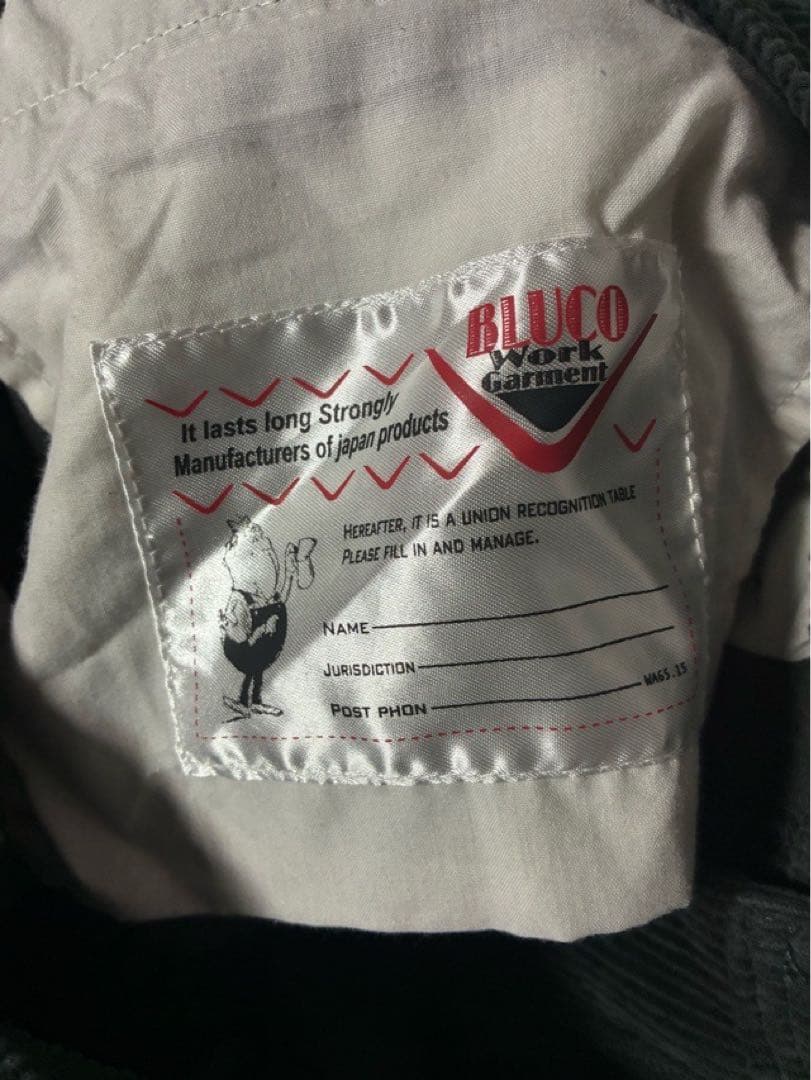 BLUCO
Work
Garment
It lasts long Strongly
Manufacturers of japan products
HEREAFTER, IT IS A UNION RECOGNITION TABLE
PLEASE FILL IN AND MANAGE.
NAME
JURISDICTION
POST PHON
WA65.15